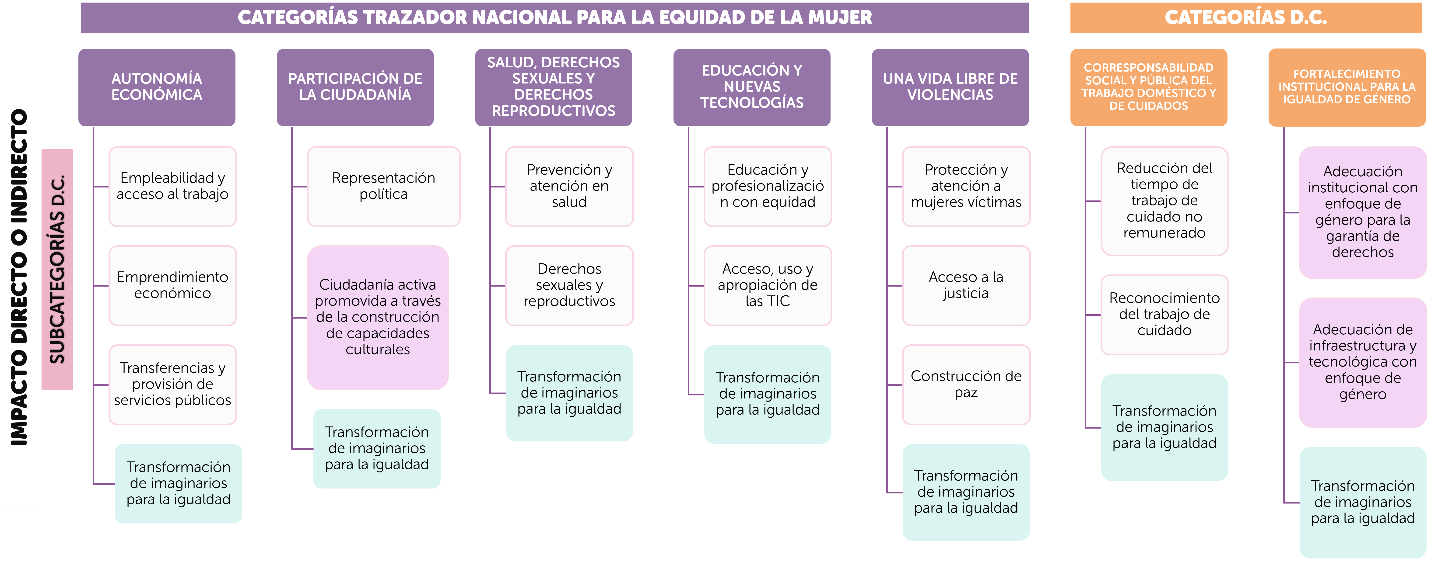 CATEGORÍAS TRAZADOR NACIONAL PARA LA EQUIDAD DE LA MUJER
CATEGORÍAS D.C.
IMPACTO DIRECTO O INDIRECTO
SUBCATEGORÍAS D.C.
AUTONOMÍA
ECONÓMICA
Empleabilidad y
acceso al trabajo
Emprendimiento
económico
Transferencias y
provisión de
servicios públicos
Transformación
de imaginarios
para la igualdad
PARTICIPACIÓN DE
LA CIUDADANÍA
Representación
política
Ciudadanía activa
promovida a través
de la construcción
de capacidades
culturales
Transformación
de imaginarios
para la igualdad
SALUD, DERECHOS
SEXUALES Y
DERECHOS
REPRODUCTIVOS
Prevención y
atención en
salud
Derechos
sexuales y
reproductivos
Transformación
de imaginarios
para la igualdad
EDUCACIÓN Y
NUEVAS
TECNOLOGÍAS
Educación y
profesionalizació
n con equidad
Acceso, uso y
apropiación de
las TIC
Transformación
de imaginarios
para la igualdad
UNA VIDA LIBRE DE
VIOLENCIAS
Protección y
atención a
mujeres víctimas
Acceso a la
justicia
Construcción de
paz
Transformación
de imaginarios
para la igualdad
CORRESPONSABILIDAD
SOCIAL Y PÚBLICA DEL
TRABAJO DOMÉSTICO Y
DE CUIDADOS
Reducción del
tiempo de
trabajo de
cuidado no
remunerado
Reconocimiento
del trabajo de
cuidado
Transformación
de imaginarios
para la igualdad
FORTALECIMIENTO
INSTITUCIONAL PARA LA
IGUALDAD DE GÉNERO
Adecuación
institucional con
enfoque de
género para la
garantía de
derechos
Adecuación de
infraestructura y
tecnológica con
enfoque de
género
Transformación
de imaginarios
para la igualdad